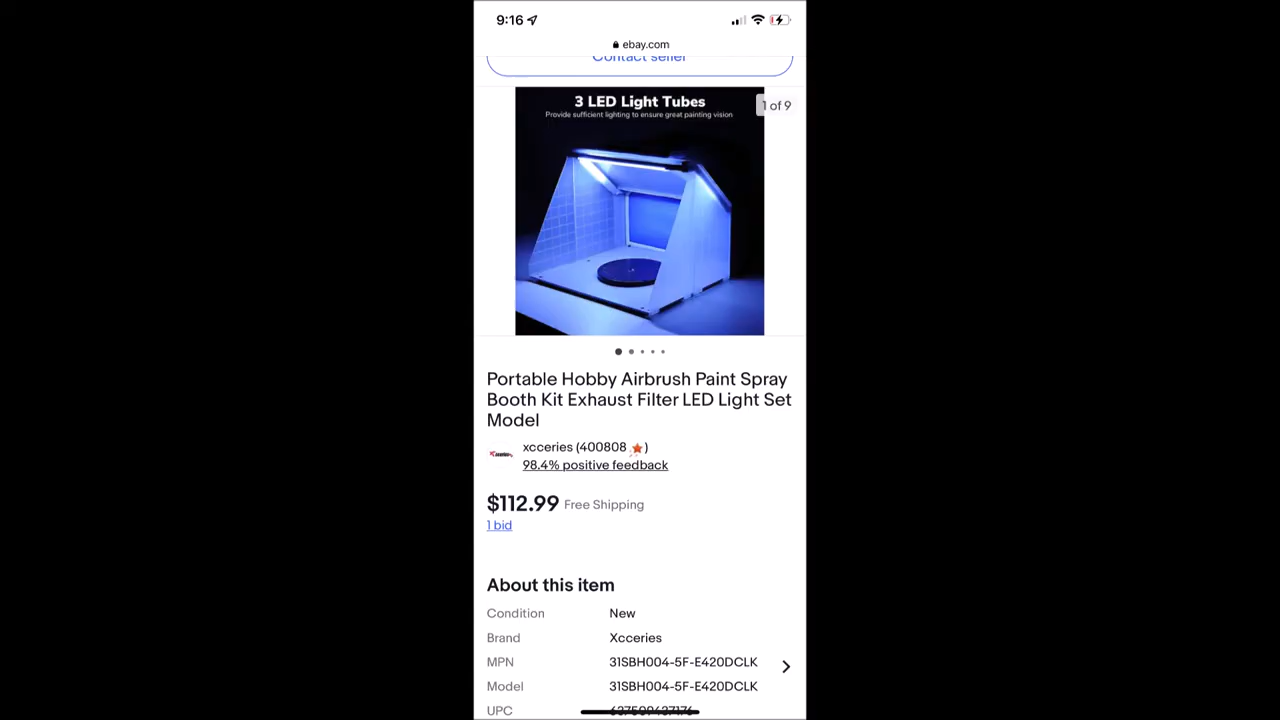 9:16
ebay.com
Contact seller
3 LED Light Tubes
Provide sufficient lighting to ensure great painting vision
1 of 9
Portable Hobby Airbrush Paint Spray
Booth Kit Exhaust Filter LED Light Set
Model
xcceries (400808 )
98.4% positive feedback
$112.99 Free Shipping
1 bid
About this item
Condition New
Brand Xcceries
MPN 31SBH004-5F-E420DCLK
Model 31SBH004-5F-E420DCLK
UPC